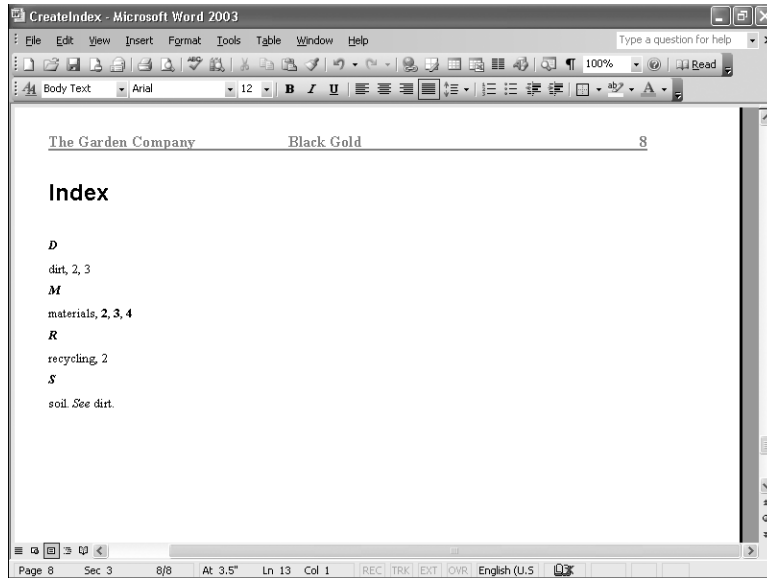 CreateIndex - Microsoft Word 2003
File Edit View Insert Format Tools Table Window Help Type a question for help
100% Read
Body Text Arial 12 B I U
The Garden Company Black Gold 8
Index
D
dirt, 2, 3
M
materials, 2, 3, 4
R
recycling, 2
S
soil. See dirt.
Page 8 Sec 3 8/8 At 3.5" Ln 13 Col 1 REC TRK EXT OVR English (U.S